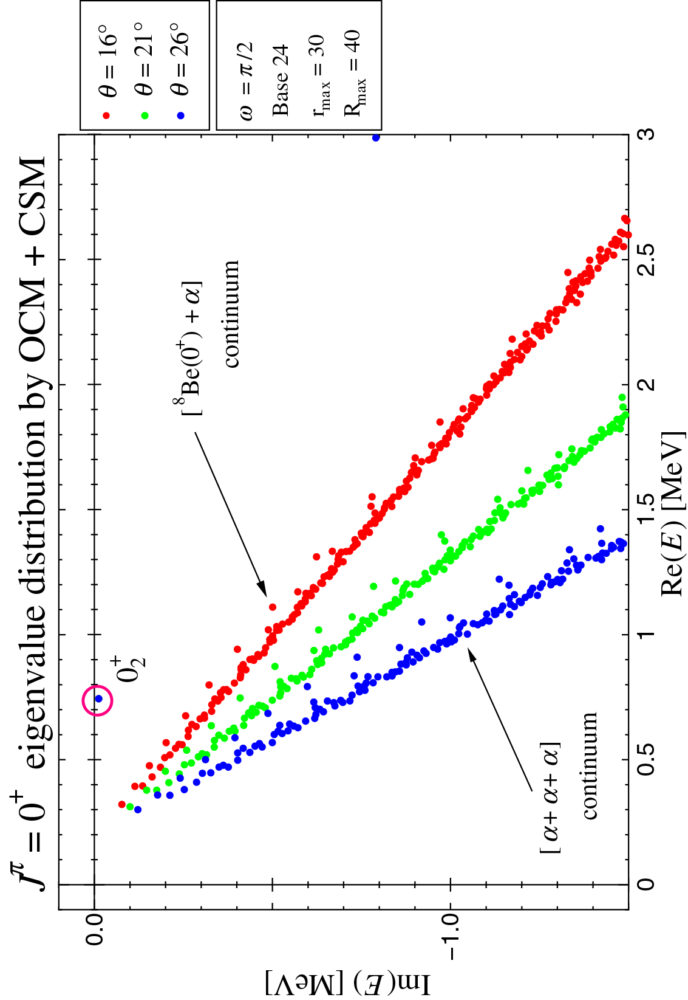 J^π = 0^+ eigenvalue distribution by OCM + CSM
θ = 16°
θ = 21°
θ = 26°
ω = π/2
Base 24
r_max = 30
R_max = 40
0_2^+
[ ^8Be(0^+) + α]
continuum
[ α+ α+ α]
continuum
0.0
-1.0
Im(E) [MeV]
0 0.5 1 1.5 2 2.5 3
Re(E) [MeV]